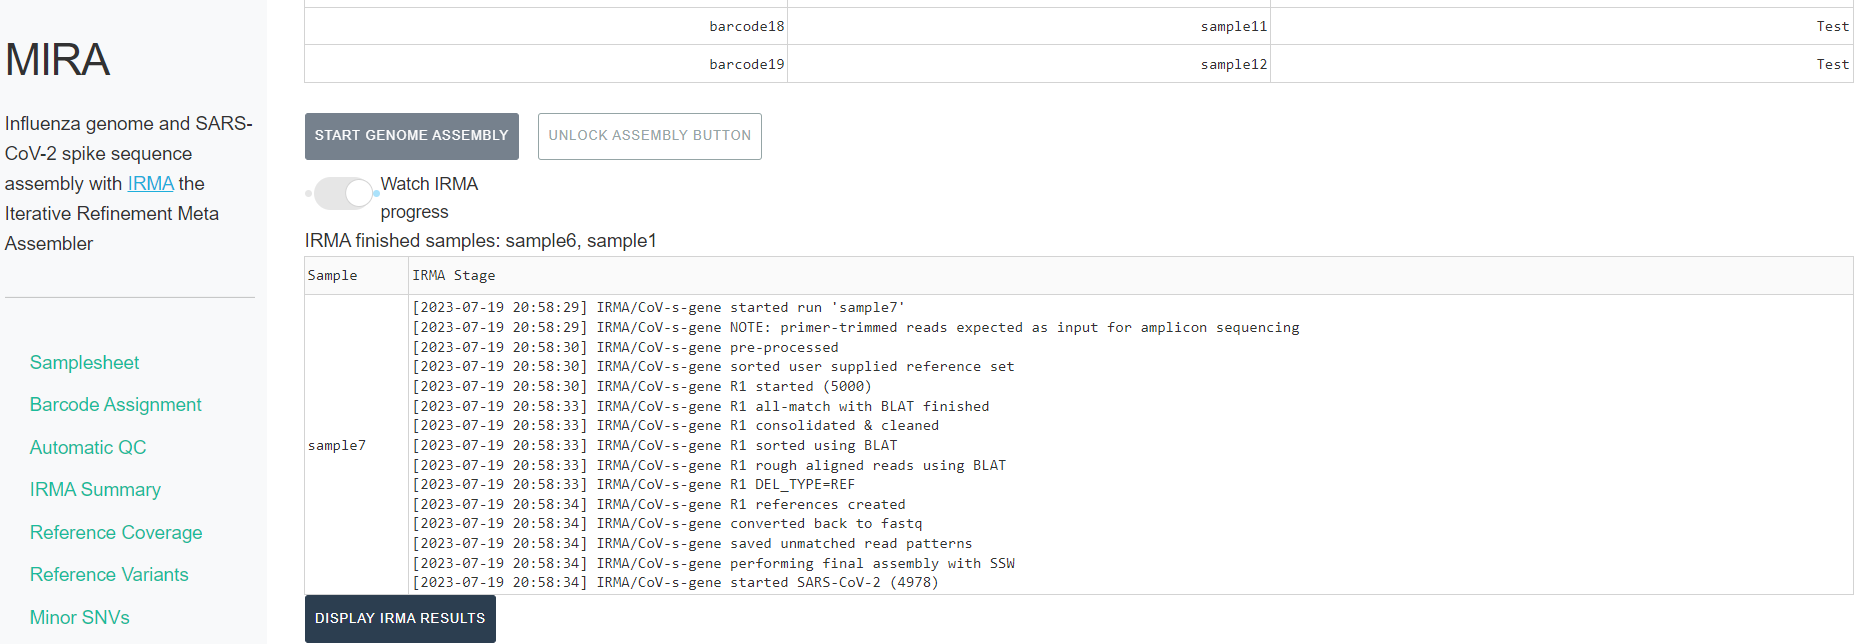 MIRA
Influenza genome and SARS-
CoV-2 spike sequence
assembly with IRMA the
Iterative Refinement Meta
Assembler
Samplesheet
Barcode Assignment
Automatic QC
IRMA Summary
Reference Coverage
Reference Variants
Minor SNVs
barcode18 sample11 Test
barcode19 sample12 Test
START GENOME ASSEMBLY UNLOCK ASSEMBLY BUTTON
Watch IRMA
progress
IRMA finished samples: sample6, sample1
Sample IRMA Stage
sample7
[2023-07-19 20:58:29] IRMA/CoV-s-gene started run 'sample7'
[2023-07-19 20:58:29] IRMA/CoV-s-gene NOTE: primer-trimmed reads expected as input for amplicon sequencing
[2023-07-19 20:58:30] IRMA/CoV-s-gene pre-processed
[2023-07-19 20:58:30] IRMA/CoV-s-gene sorted user supplied reference set
[2023-07-19 20:58:30] IRMA/CoV-s-gene R1 started (5000)
[2023-07-19 20:58:33] IRMA/CoV-s-gene R1 all-match with BLAT finished
[2023-07-19 20:58:33] IRMA/CoV-s-gene R1 consolidated & cleaned
[2023-07-19 20:58:33] IRMA/CoV-s-gene R1 sorted using BLAT
[2023-07-19 20:58:33] IRMA/CoV-s-gene R1 rough aligned reads using BLAT
[2023-07-19 20:58:33] IRMA/CoV-s-gene R1 DEL_TYPE=REF
[2023-07-19 20:58:34] IRMA/CoV-s-gene R1 references created
[2023-07-19 20:58:34] IRMA/CoV-s-gene converted back to fastq
[2023-07-19 20:58:34] IRMA/CoV-s-gene saved unmatched read patterns
[2023-07-19 20:58:34] IRMA/CoV-s-gene performing final assembly with SSW
[2023-07-19 20:58:34] IRMA/CoV-s-gene started SARS-CoV-2 (4978)
DISPLAY IRMA RESULTS